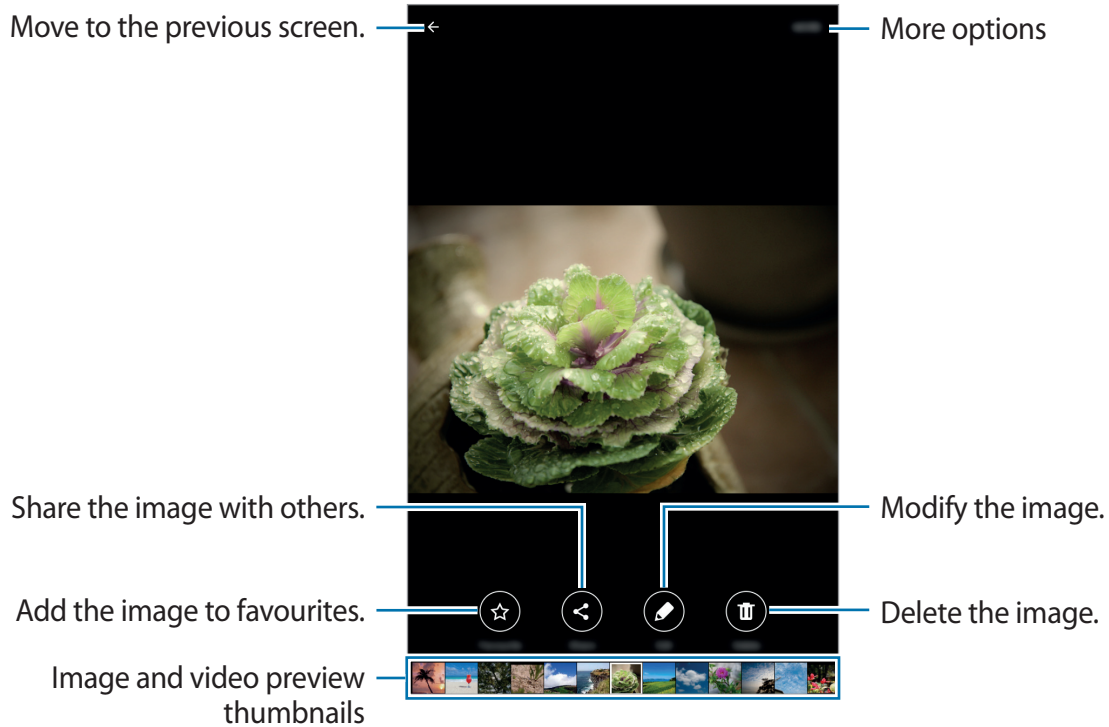 Move to the previous screen.
More options
Share the image with others.
Modify the image.
Add the image to favourites.
Delete the image.
Image and video preview
thumbnails